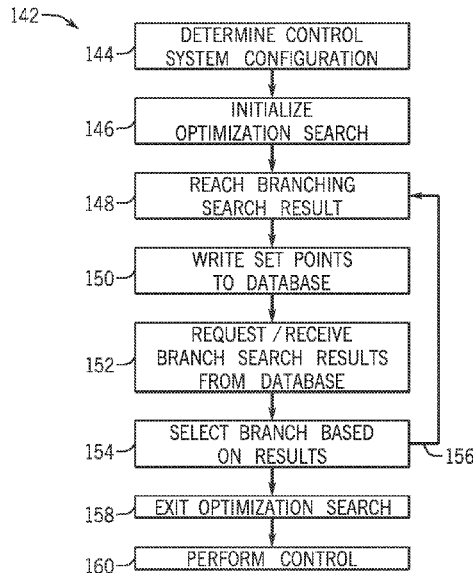 142
144
DETERMINE CONTROL
SYSTEM CONFIGURATION
146
INITIALIZE
OPTIMIZATION SEARCH
148
REACH BRANCHING
SEARCH RESULT
150
WRITE SET POINTS
TO DATABASE
152
REQUEST / RECEIVE
BRANCH SEARCH RESULTS
FROM DATABASE
154
SELECT BRANCH BASED
ON RESULTS
156
158
EXIT OPTIMIZATION SEARCH
160
PERFORM CONTROL